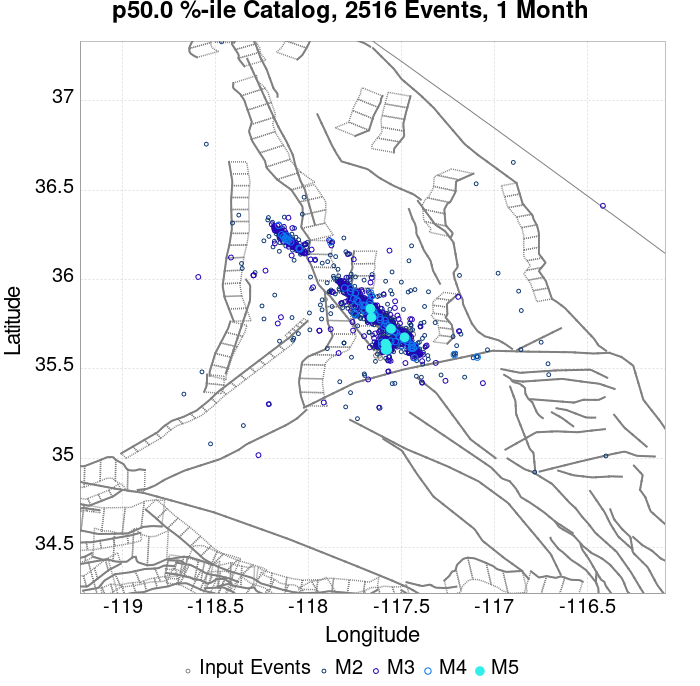 p50.0 %-ile Catalog, 2516 Events, 1 Month
Latitude
37
36.5
36
35.5
35
34.5
-119 -118.5 -118 -117.5 -117 -116.5
Longitude
Input Events M2 M3 M4 M5